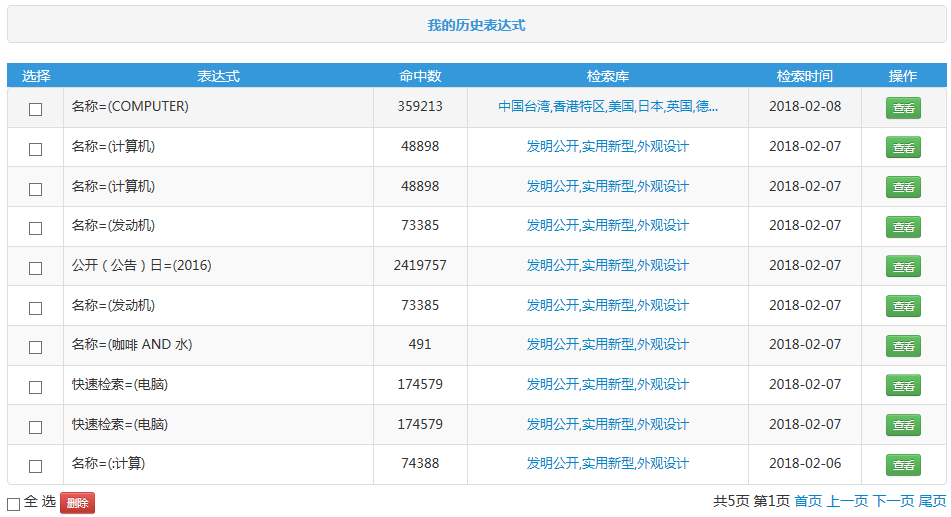 我的历史表达式
选择 表达式 命中数 检索库 检索时间 操作
名称=(COMPUTER) 359213 中国台湾,香港特区,美国,日本,英国,德... 2018-02-08 查看
名称=(计算机) 48898 发明公开,实用新型,外观设计 2018-02-07 查看
名称=(计算机) 48898 发明公开,实用新型,外观设计 2018-02-07 查看
名称=(发动机) 73385 发明公开,实用新型,外观设计 2018-02-07 查看
公开（公告）日=(2016) 2419757 发明公开,实用新型,外观设计 2018-02-07 查看
名称=(发动机) 73385 发明公开,实用新型,外观设计 2018-02-07 查看
名称=(咖啡 AND 水) 491 发明公开,实用新型,外观设计 2018-02-07 查看
快速检索=(电脑) 174579 发明公开,实用新型,外观设计 2018-02-07 查看
快速检索=(电脑) 174579 发明公开,实用新型,外观设计 2018-02-07 查看
名称=(:计算) 74388 发明公开,实用新型,外观设计 2018-02-06 查看
全 选 删除 共5页 第1页 首页 上一页 下一页 尾页